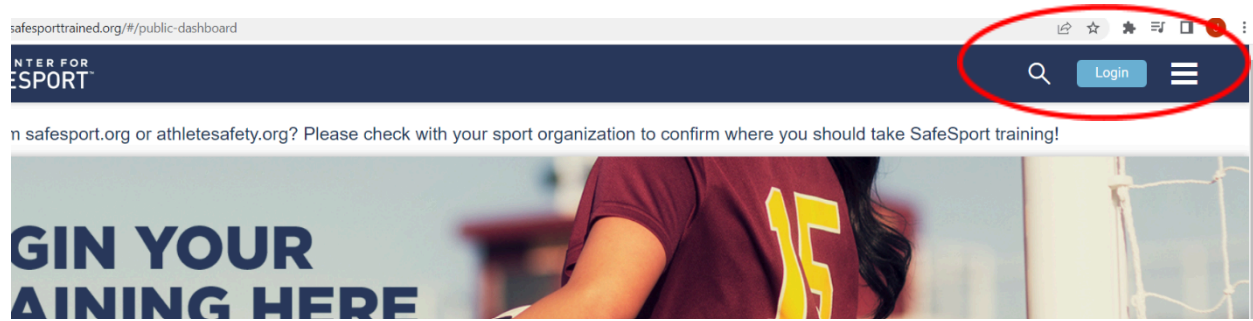 safesporttrained.org/#/public-dashboard
NTER FOR
ESPORT™
Login
m safesport.org or athletesafety.org? Please check with your sport organization to confirm where you should take SafeSport training!
GIN YOUR
AINING HERE
15